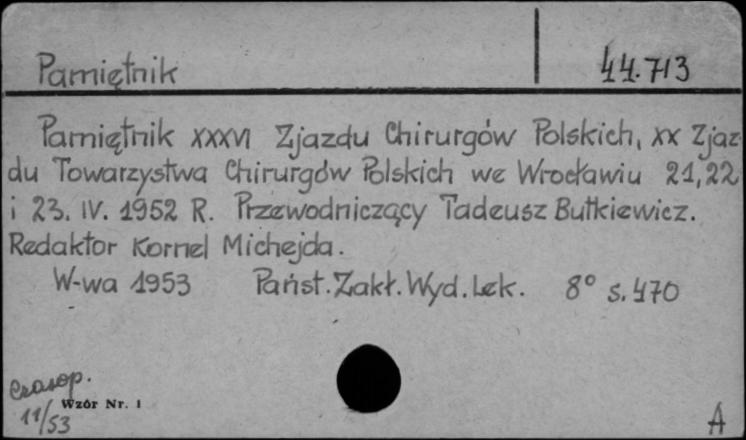 Pamiętnik 44.713
Pamiętnik XXXVI Zjazdu Chirurgów Polskich, XX Zjaz-
du Towarzystwa Chirurgów Polskich we Wrocławiu 21,22
i 23. IV. 1952 R. Przewodniczący Tadeusz Butkiewicz.
Redaktor Kornel Michejda.
W-wa 1953 Państ. Zakł. Wyd. Lek. 8° s. 470
Czasop.
Wzór Nr. 1
11/53
A